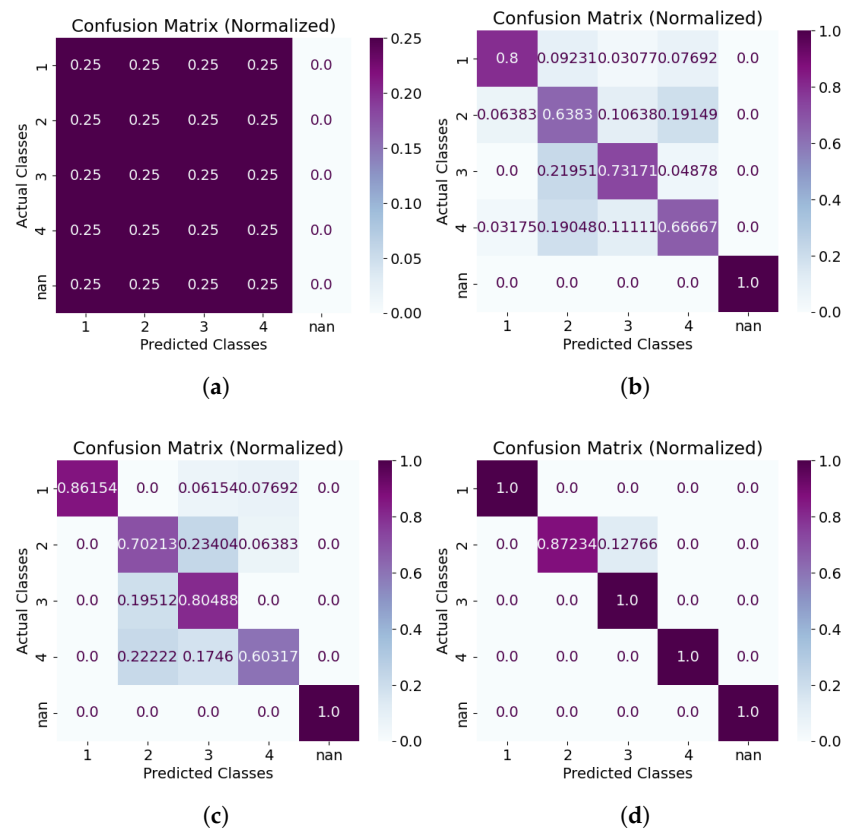 Confusion Matrix (Normalized)
Actual Classes
1 0.25 0.25 0.25 0.25 0.0
2 0.25 0.25 0.25 0.25 0.0
3 0.25 0.25 0.25 0.25 0.0
4 0.25 0.25 0.25 0.25 0.0
nan 0.25 0.25 0.25 0.25 0.0
1 2 3 4 nan
Predicted Classes
0.25
0.20
0.15
0.10
0.05
0.00
(a)
Confusion Matrix (Normalized)
Actual Classes
1 0.8 0.09231 0.03077 0.07692 0.0
2 0.06383 0.6383 0.10638 0.19149 0.0
3 0.0 0.21951 0.73171 0.04878 0.0
4 0.03175 0.19048 0.11111 0.66667 0.0
nan 0.0 0.0 0.0 0.0 1.0
1 2 3 4 nan
Predicted Classes
1.0
0.8
0.6
0.4
0.2
0.0
(b)
Confusion Matrix (Normalized)
Actual Classes
1 0.86154 0.0 0.06154 0.07692 0.0
2 0.0 0.70213 0.23404 0.06383 0.0
3 0.0 0.19512 0.80488 0.0 0.0
4 0.0 0.22222 0.1746 0.60317 0.0
nan 0.0 0.0 0.0 0.0 1.0
1 2 3 4 nan
Predicted Classes
1.0
0.8
0.6
0.4
0.2
0.0
(c)
Confusion Matrix (Normalized)
Actual Classes
1 1.0 0.0 0.0 0.0 0.0
2 0.0 0.87234 0.12766 0.0 0.0
3 0.0 0.0 1.0 0.0 0.0
4 0.0 0.0 0.0 1.0 0.0
nan 0.0 0.0 0.0 0.0 1.0
1 2 3 4 nan
Predicted Classes
1.0
0.8
0.6
0.4
0.2
0.0
(d)